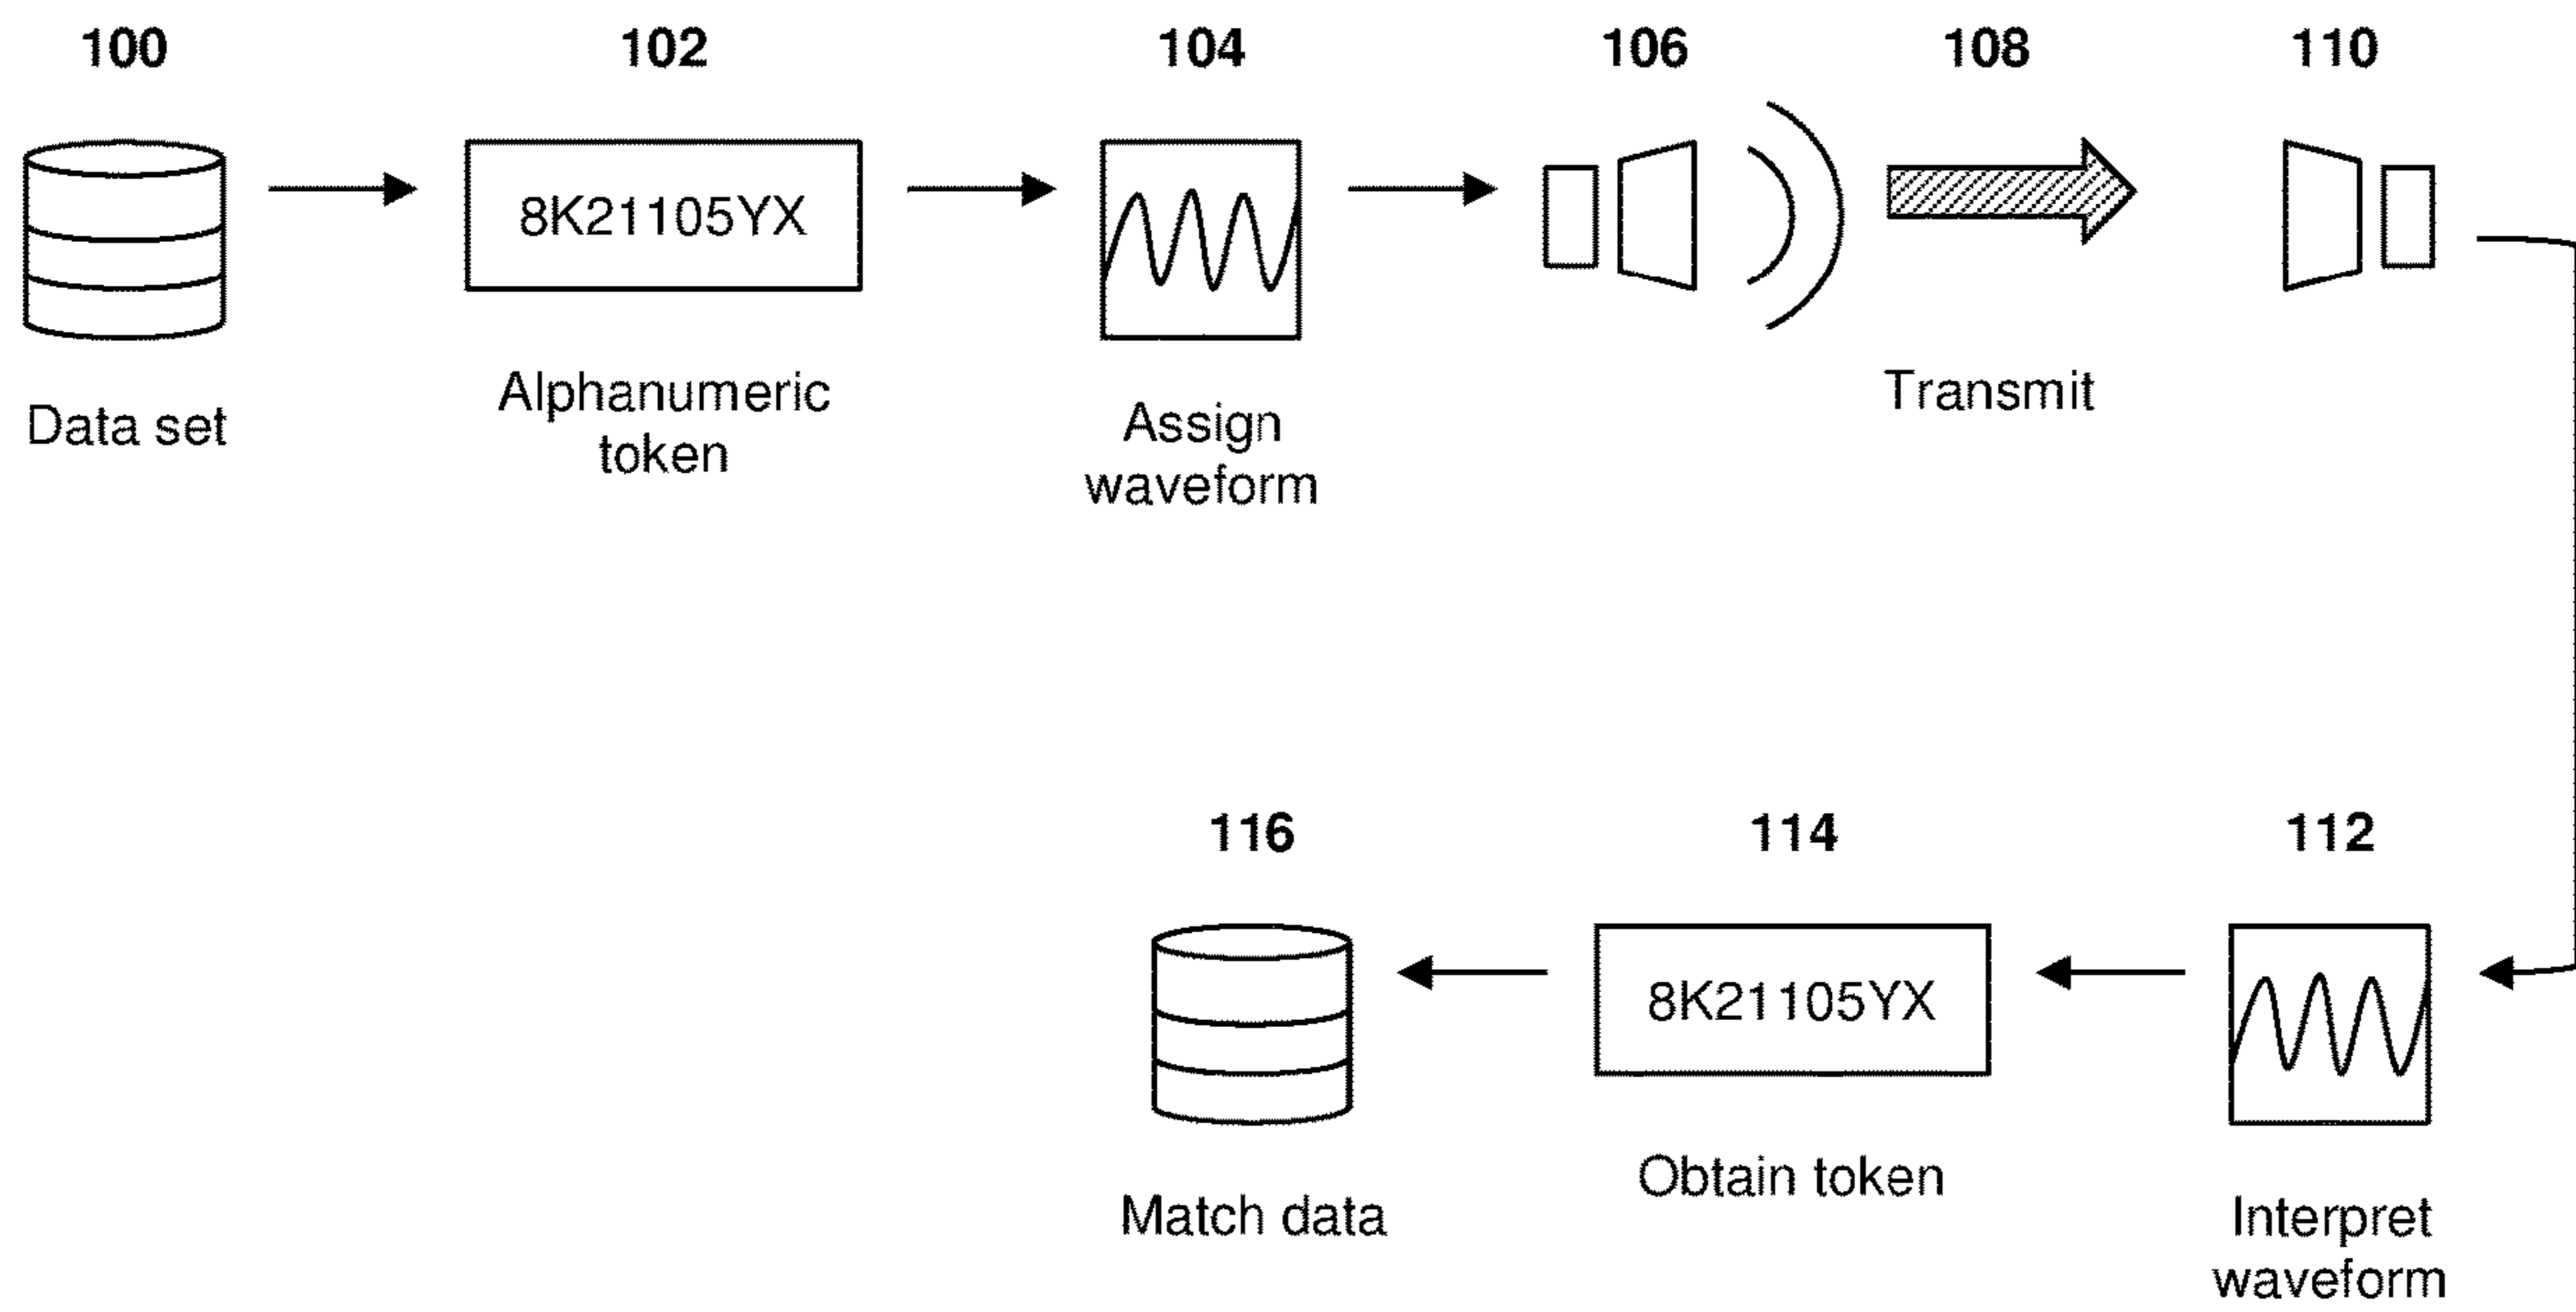 100
102
104
106
108
110
8K21105YX
Data set
Alphanumeric
token
Assign
waveform
Transmit
116
114
112
8K21105YX
Match data
Obtain token
Interpret
waveform